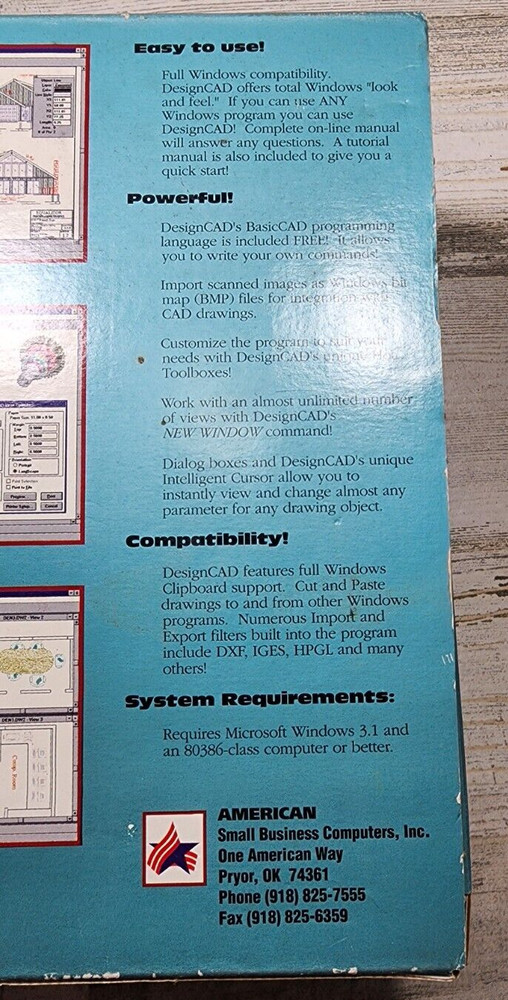 Easy to use!
Full Windows compatibility.
DesignCAD offers total Windows "look
and feel." If you can use ANY
Windows program you can use
DesignCAD! Complete on-line manual
will answer any questions. A tutorial
manual is also included to give you a
quick start!
Powerful!
DesignCAD's BasicCAD programming
language is included FREE! It allows
you to write your own commands!
Import scanned images as Windows bit
map (BMP) files for integration with
CAD drawings.
Customize the program to suit your
needs with DesignCAD's unique
Toolboxes!
Work with an almost unlimited number
of views with DesignCAD's
NEW WINDOW command!
Dialog boxes and DesignCAD's unique
Intelligent Cursor allow you to
instantly view and change almost any
parameter for any drawing object.
Compatibility!
DesignCAD features full Windows
Clipboard support. Cut and Paste
drawings to and from other Windows
programs. Numerous Import and
Export filters built into the program
include DXF, IGES, HPGL and many
others!
System Requirements:
Requires Microsoft Windows 3.1 and
an 80386-class computer or better.
AMERICAN
Small Business Computers, Inc.
One American Way
Pryor, OK 74361
Phone (918) 825-7555
Fax (918) 825-6359